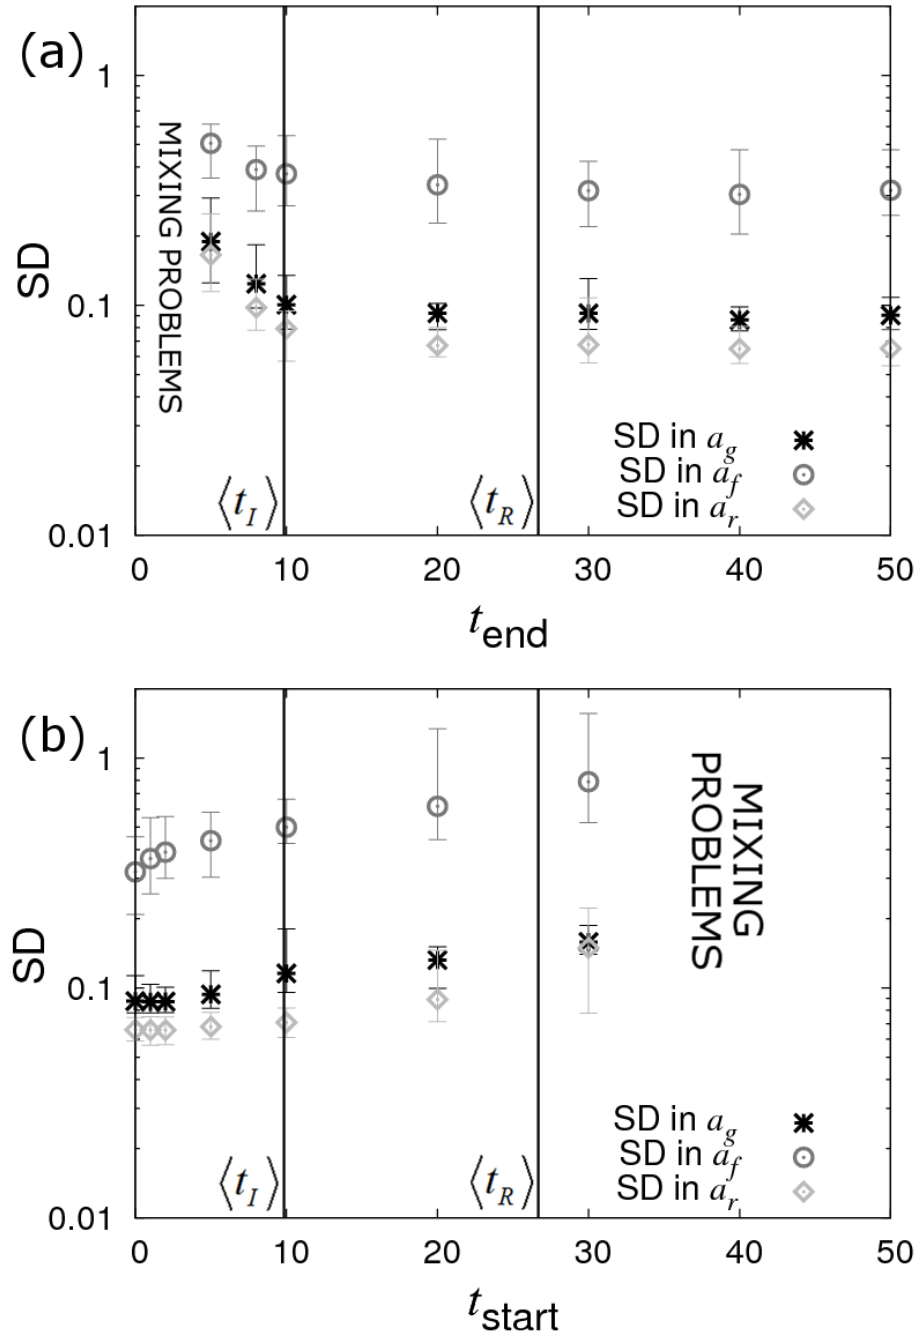 (a)
1
MIXING PROBLEMS
SD
0.1
SD in a_g
SD in a_f
SD in a_r
⟨t_I⟩
⟨t_R⟩
0.01
0 10 20 30 40 50
t_end
(b)
1
MIXING
PROBLEMS
SD
0.1
SD in a_g
SD in a_f
SD in a_r
⟨t_I⟩
⟨t_R⟩
0.01
0 10 20 30 40 50
t_start